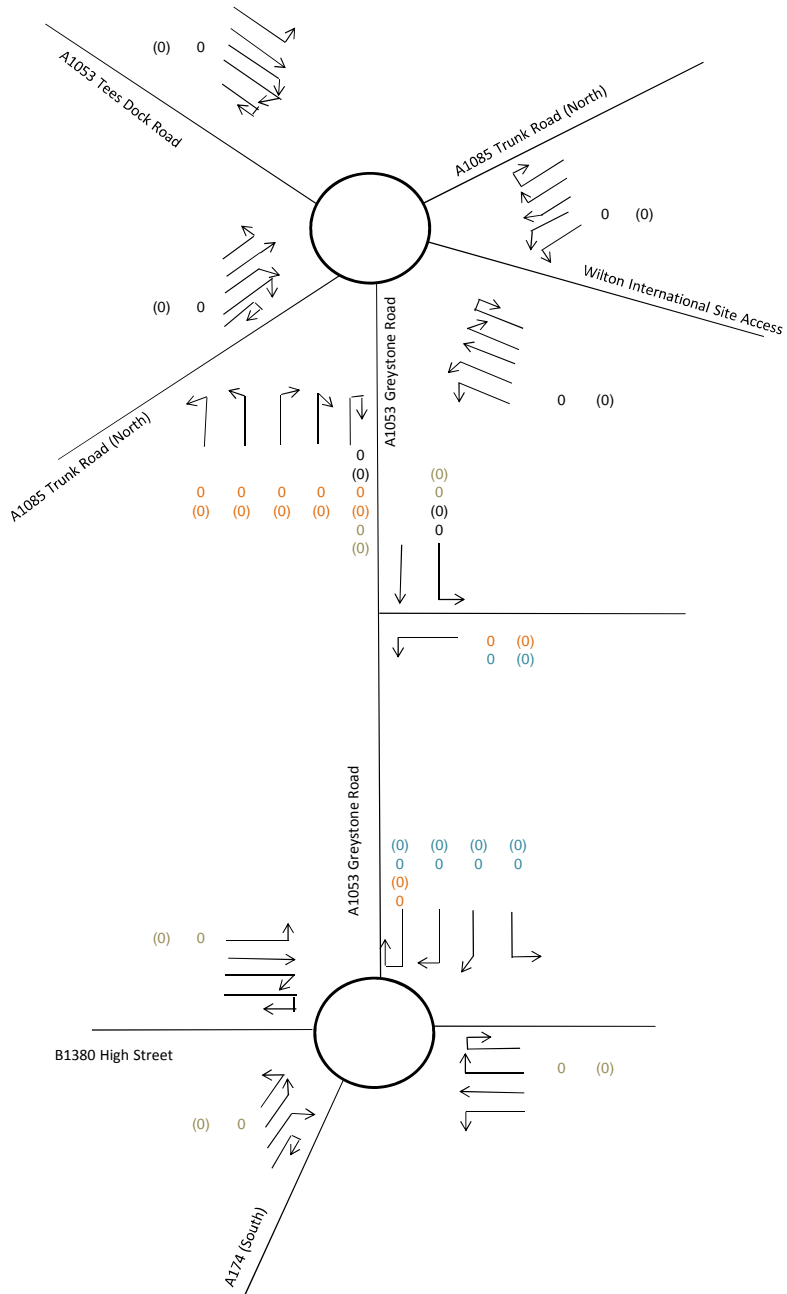 (0) 0
A1053 Tees Dock Road
A1085 Trunk Road (North)
0 (0)
Wilton International Site Access
(0) 0
A1053 Greystone Road
0 (0)
A1085 Trunk Road (North)
0
(0)
(0)
0 0 0 0 0
0
(0) (0) (0) (0) (0)
(0)
0
0
(0)
0 (0)
0 (0)
A1053 Greystone Road
(0) (0) (0) (0)
0 0 0 0
(0)
0
(0) 0
B1380 High Street
0 (0)
(0) 0
A174 (South)